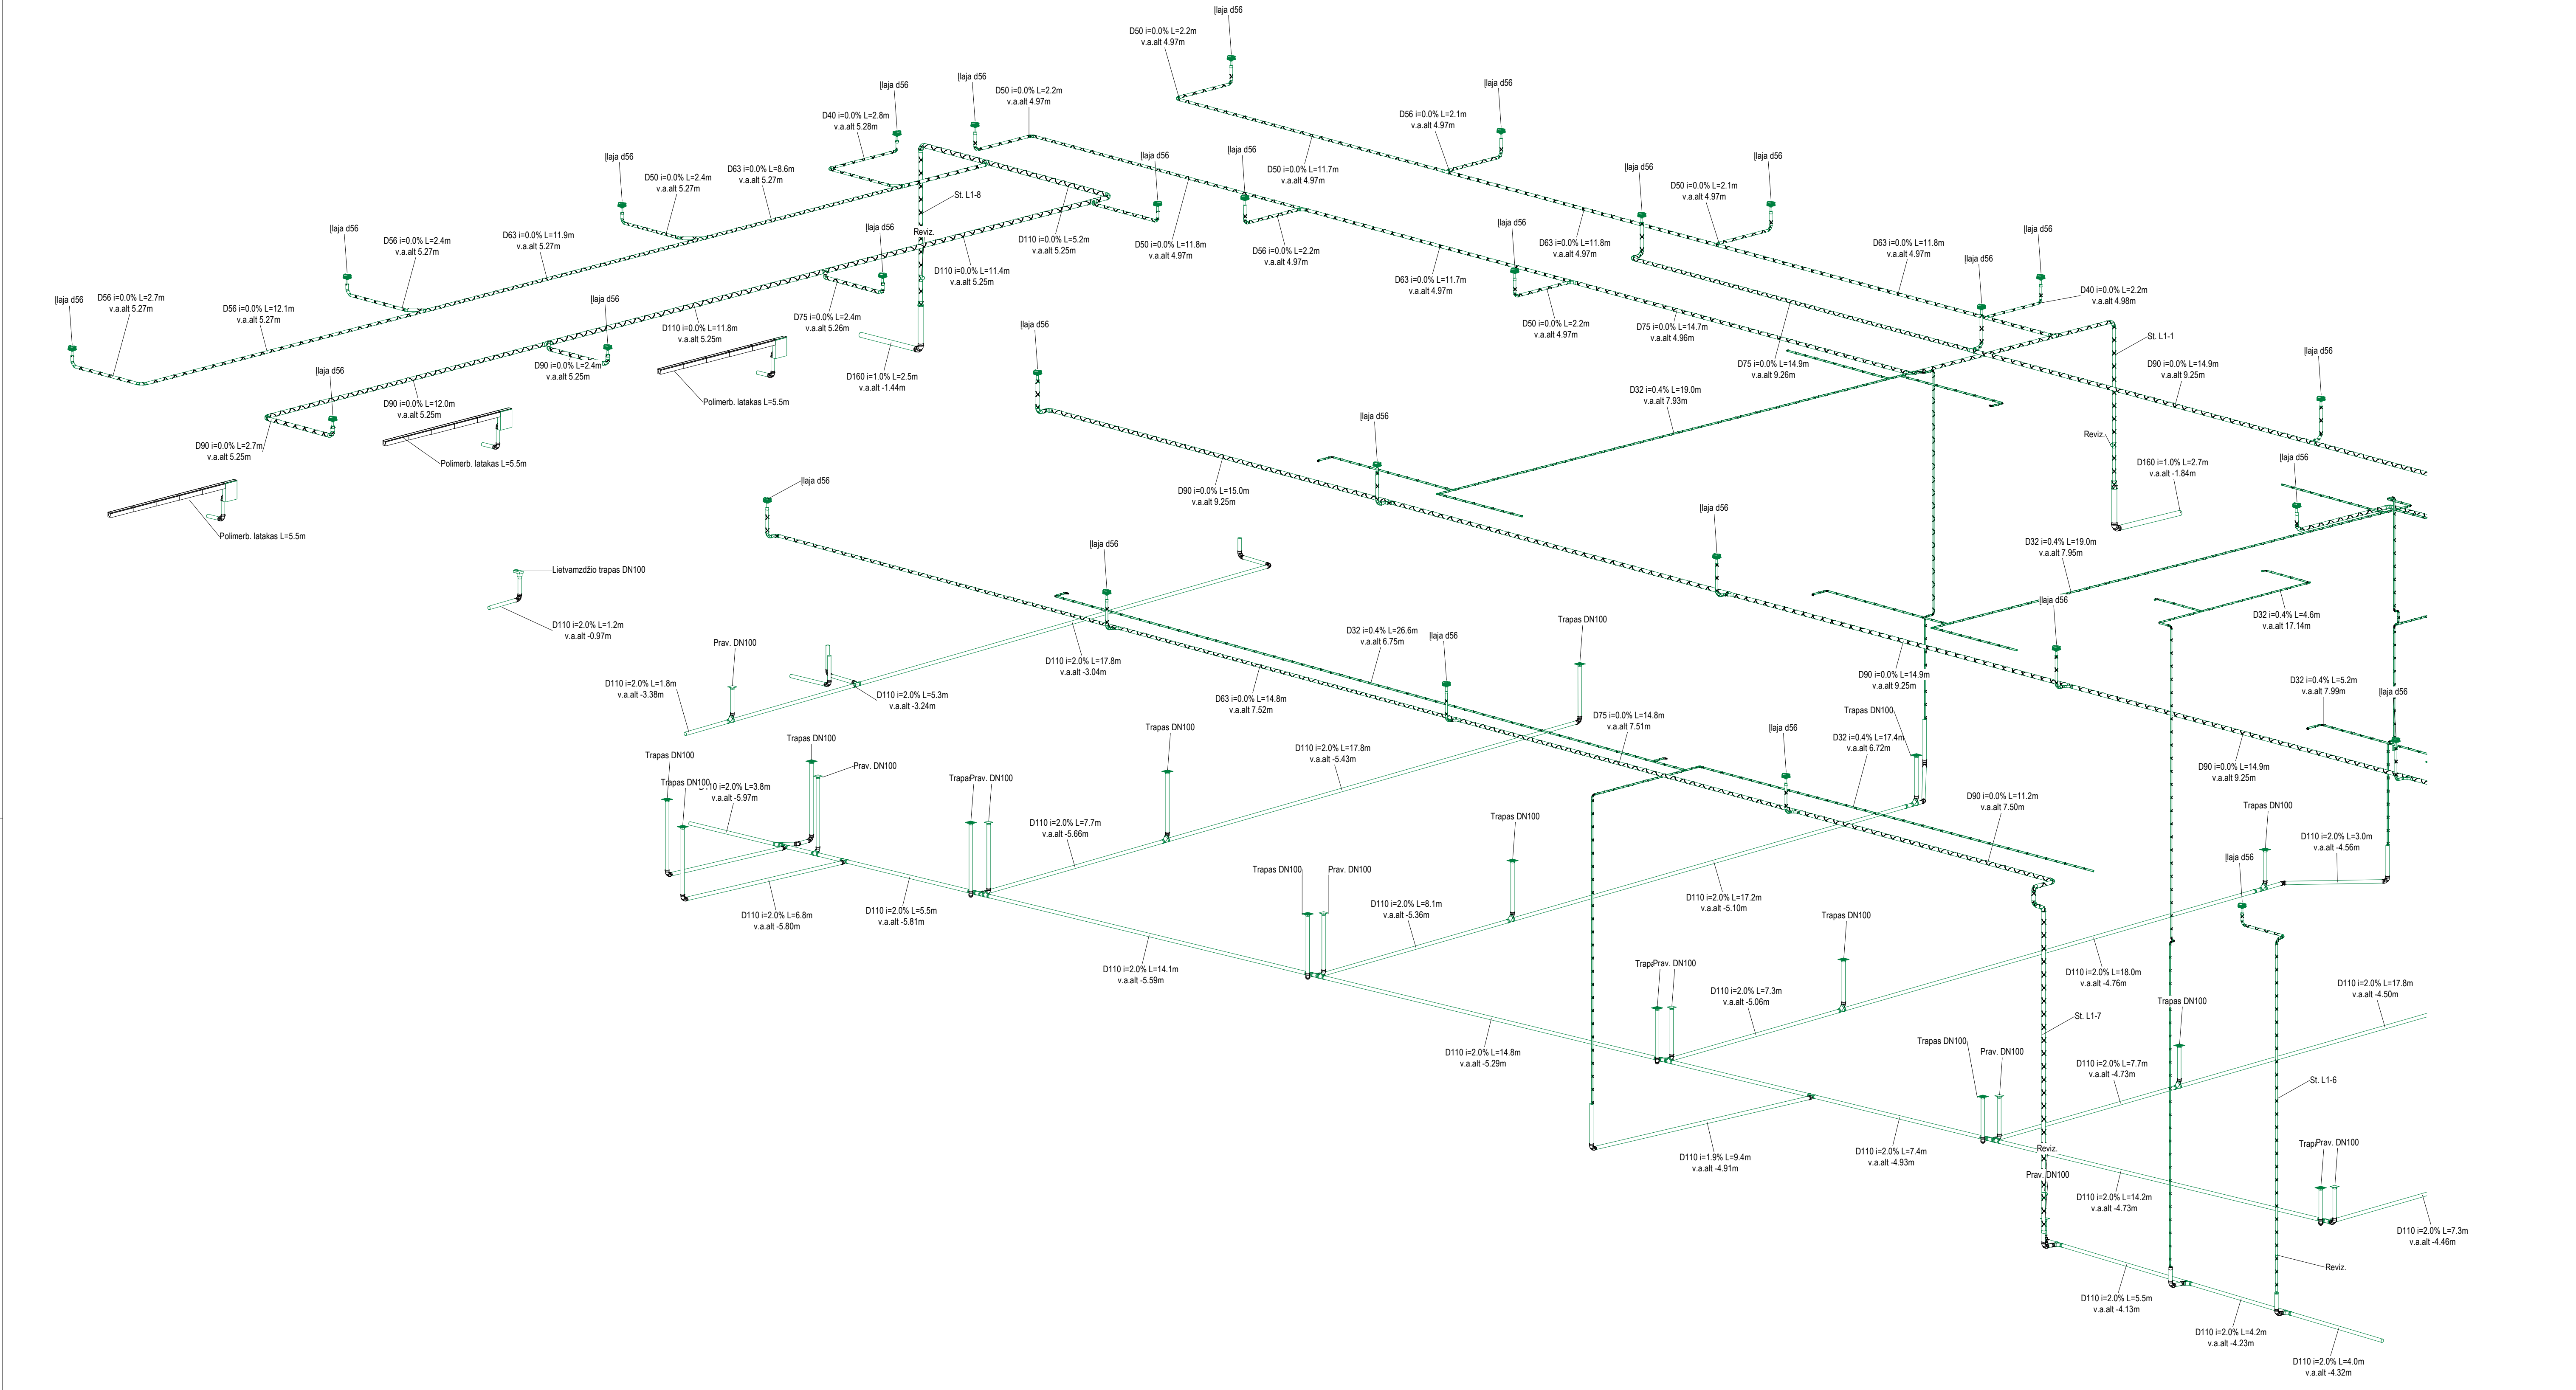 Įlaja d56
D50 i=0.0% L=2.2m
v.a.alt 4.97m
Įlaja d56
Įlaja d56
D50 i=0.0% L=2.2m
v.a.alt 4.97m
Įlaja d56
D40 i=0.0% L=2.8m
v.a.alt 5.28m
D56 i=0.0% L=2.1m
v.a.alt 4.97m
Įlaja d56
Įlaja d56
Įlaja d56
Įlaja d56
Įlaja d56
D63 i=0.0% L=8.6m
v.a.alt 5.27m
D50 i=0.0% L=2.4m
v.a.alt 5.27m
D50 i=0.0% L=11.7m
v.a.alt 4.97m
D50 i=0.0% L=2.1m
v.a.alt 4.97m
St. L1-8
Įlaja d56
Įlaja d56
Įlaja d56
Įlaja d56
Reviz.
D56 i=0.0% L=2.4m
v.a.alt 5.27m
D63 i=0.0% L=11.9m
v.a.alt 5.27m
D110 i=0.0% L=5.2m
v.a.alt 5.25m
D50 i=0.0% L=11.8m
v.a.alt 4.97m
D56 i=0.0% L=2.2m
v.a.alt 4.97m
D63 i=0.0% L=11.8m
v.a.alt 4.97m
D63 i=0.0% L=11.8m
v.a.alt 4.97m
Įlaja d56
D110 i=0.0% L=11.4m
v.a.alt 5.25m
D63 i=0.0% L=11.7m
v.a.alt 4.97m
D40 i=0.0% L=2.2m
v.a.alt 4.98m
Įlaja d56
D56 i=0.0% L=2.7m
v.a.alt 5.27m
D56 i=0.0% L=12.1m
v.a.alt 5.27m
Įlaja d56
D75 i=0.0% L=2.4m
v.a.alt 5.26m
D110 i=0.0% L=11.8m
v.a.alt 5.25m
D50 i=0.0% L=2.2m
v.a.alt 4.97m
D75 i=0.0% L=14.7m
v.a.alt 4.96m
Įlaja d56
St. L1-1
Įlaja d56
D90 i=0.0% L=2.4m
v.a.alt 5.25m
D160 i=1.0% L=2.5m
v.a.alt -1.44m
D75 i=0.0% L=14.9m
v.a.alt 9.26m
D90 i=0.0% L=14.9m
v.a.alt 9.25m
Įlaja d56
D32 i=0.4% L=19.0m
v.a.alt 7.93m
D90 i=0.0% L=12.0m
v.a.alt 5.25m
Polimerb. latakas L=5.5m
Įlaja d56
Reviz.
D90 i=0.0% L=2.7m
v.a.alt 5.25m
Polimerb. latakas L=5.5m
Įlaja d56
D160 i=1.0% L=2.7m
v.a.alt -1.84m
Įlaja d56
D90 i=0.0% L=15.0m
v.a.alt 9.25m
Įlaja d56
Polimerb. latakas L=5.5m
Įlaja d56
D32 i=0.4% L=19.0m
v.a.alt 7.95m
Lietvamzdžio trapas DN100
Įlaja d56
D32 i=0.4% L=4.6m
v.a.alt 17.14m
D110 i=2.0% L=1.2m
v.a.alt -0.97m
Trapas DN100
Prav. DN100
D32 i=0.4% L=26.6m
v.a.alt 6.75m
Įlaja d56
D110 i=2.0% L=17.8m
v.a.alt -3.04m
D110 i=2.0% L=1.8m
v.a.alt -3.38m
D110 i=2.0% L=5.3m
v.a.alt -3.24m
D63 i=0.0% L=14.8m
v.a.alt 7.52m
D90 i=0.0% L=14.9m
v.a.alt 9.25m
D32 i=0.4% L=5.2m
v.a.alt 7.99m
Įlaja d56
Trapas DN100
D75 i=0.0% L=14.8m
v.a.alt 7.51m
Trapas DN100
Įlaja d56
D32 i=0.4% L=17.4m
v.a.alt 6.72m
Trapas DN100
Prav. DN100
Trapas DN100
Trapas DN100
D110 i=2.0% L=3.8m
v.a.alt -5.97m
D110 i=2.0% L=17.8m
v.a.alt -5.43m
D90 i=0.0% L=14.9m
v.a.alt 9.25m
Prav. DN100
D90 i=0.0% L=11.2m
v.a.alt 7.50m
Trapas DN100
Trapas DN100
D110 i=2.0% L=7.7m
v.a.alt -5.66m
D110 i=2.0% L=3.0m
v.a.alt -4.56m
Įlaja d56
Trapas DN100
Prav. DN100
D110 i=2.0% L=17.2m
v.a.alt -5.10m
D110 i=2.0% L=8.1m
v.a.alt -5.36m
D110 i=2.0% L=6.8m
v.a.alt -5.80m
D110 i=2.0% L=5.5m
v.a.alt -5.81m
Trapas DN100
D110 i=2.0% L=14.1m
v.a.alt -5.59m
Prav. DN100
D110 i=2.0% L=18.0m
v.a.alt -4.76m
D110 i=2.0% L=7.3m
v.a.alt -5.06m
D110 i=2.0% L=17.8m
v.a.alt -4.50m
Trapas DN100
St. L1-7
D110 i=2.0% L=14.8m
v.a.alt -5.29m
Trapas DN100
Prav. DN100
D110 i=2.0% L=7.7m
v.a.alt -4.73m
St. L1-6
D110 i=1.9% L=9.4m
v.a.alt -4.91m
D110 i=2.0% L=7.4m
v.a.alt -4.93m
Reviz.
Prav. DN100
Prav. DN100
D110 i=2.0% L=14.2m
v.a.alt -4.73m
D110 i=2.0% L=7.3m
v.a.alt -4.46m
Reviz.
D110 i=2.0% L=5.5m
v.a.alt -4.13m
D110 i=2.0% L=4.2m
v.a.alt -4.23m
D110 i=2.0% L=4.0m
v.a.alt -4.32m